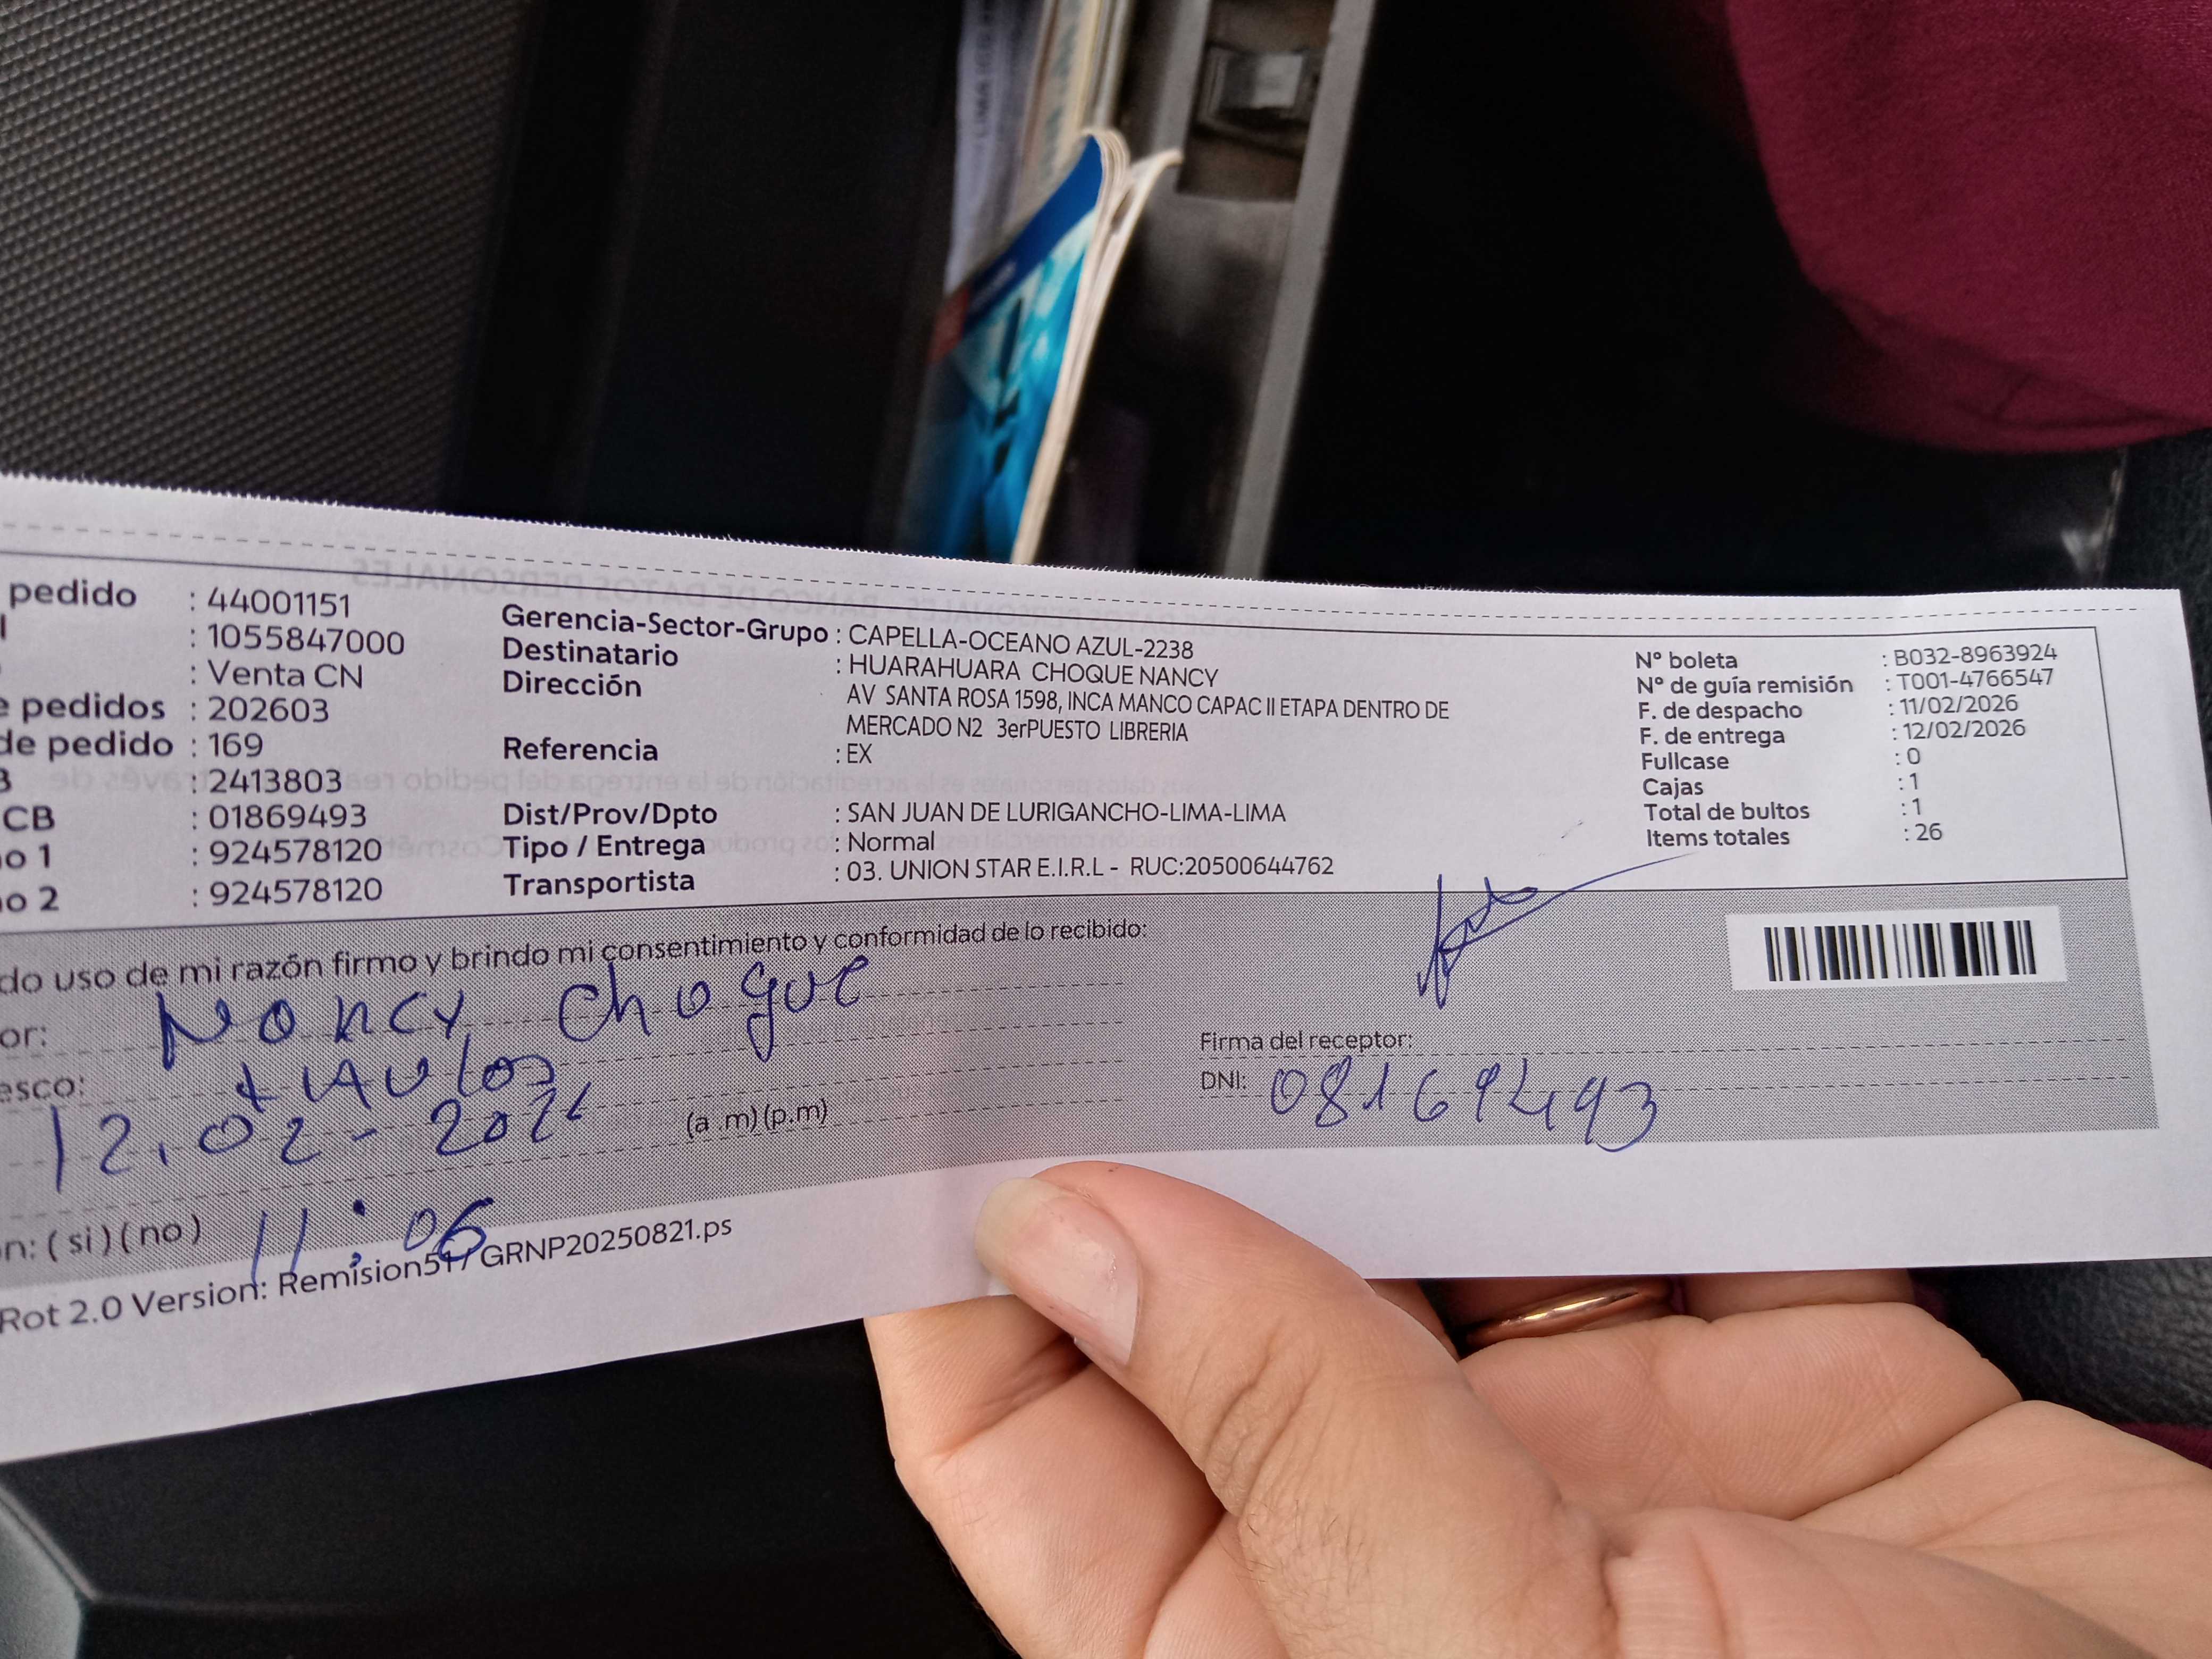 pedido : 44001151
: 1055847000
: Venta CN
e pedidos : 202603
de pedido : 169
: 2413803
CB : 01869493
o 1 : 924578120
o 2 : 924578120
Gerencia-Sector-Grupo : CAPELLA-OCEANO AZUL-2238
Destinatario : HUARAHUARA CHOQUE NANCY
Dirección AV SANTA ROSA 1598, INCA MANCO CAPAC II ETAPA DENTRO DE
MERCADO N2 3erPUESTO LIBRERIA
Referencia : EX
Dist/Prov/Dpto : SAN JUAN DE LURIGANCHO-LIMA-LIMA
Tipo / Entrega : Normal
Transportista : 03. UNION STAR E.I.R.L - RUC:20500644762
N° boleta : B032-8963924
N° de guía remisión : T001-4766547
F. de despacho : 11/02/2026
F. de entrega : 12/02/2026
Fullcase : 0
Cajas : 1
Total de bultos : 1
Items totales : 26
do uso de mi razón firmo y brindo mi consentimiento y conformidad de lo recibido:
or: Nancy Choque
esco:
12.02-2026 (a .m) (p.m)
n: ( si ) ( no ) 11:06
Firma del receptor:
DNI:
Rot 2.0 Version: Remision51 / GRNP20250821.ps